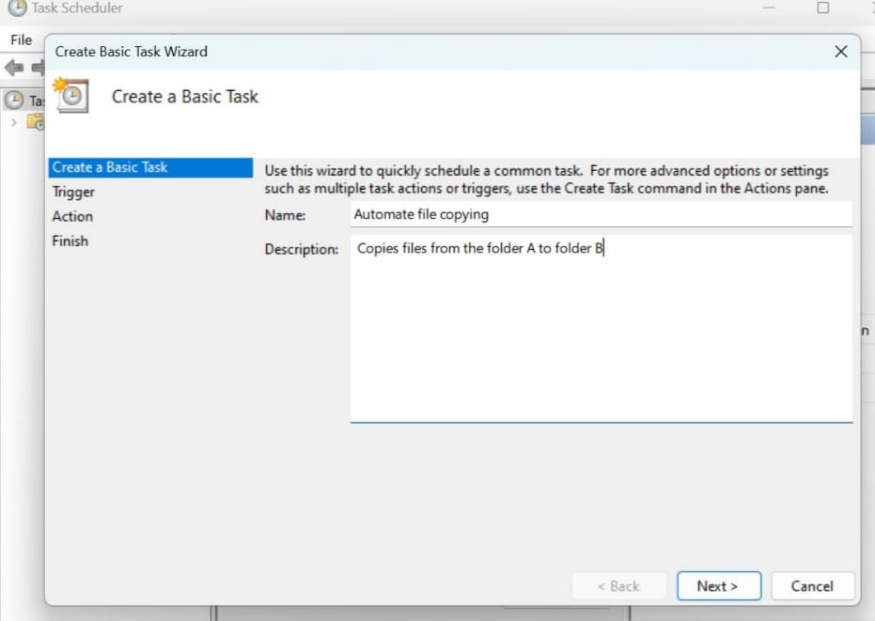 Task Scheduler
File
Create Basic Task Wizard
Create a Basic Task
Create a Basic Task
Trigger
Action
Finish
Use this wizard to quickly schedule a common task. For more advanced options or settings
such as multiple task actions or triggers, use the Create Task command in the Actions pane.
Name: Automate file copying
Description: Copies files from the folder A to folder B
< Back
Next >
Cancel